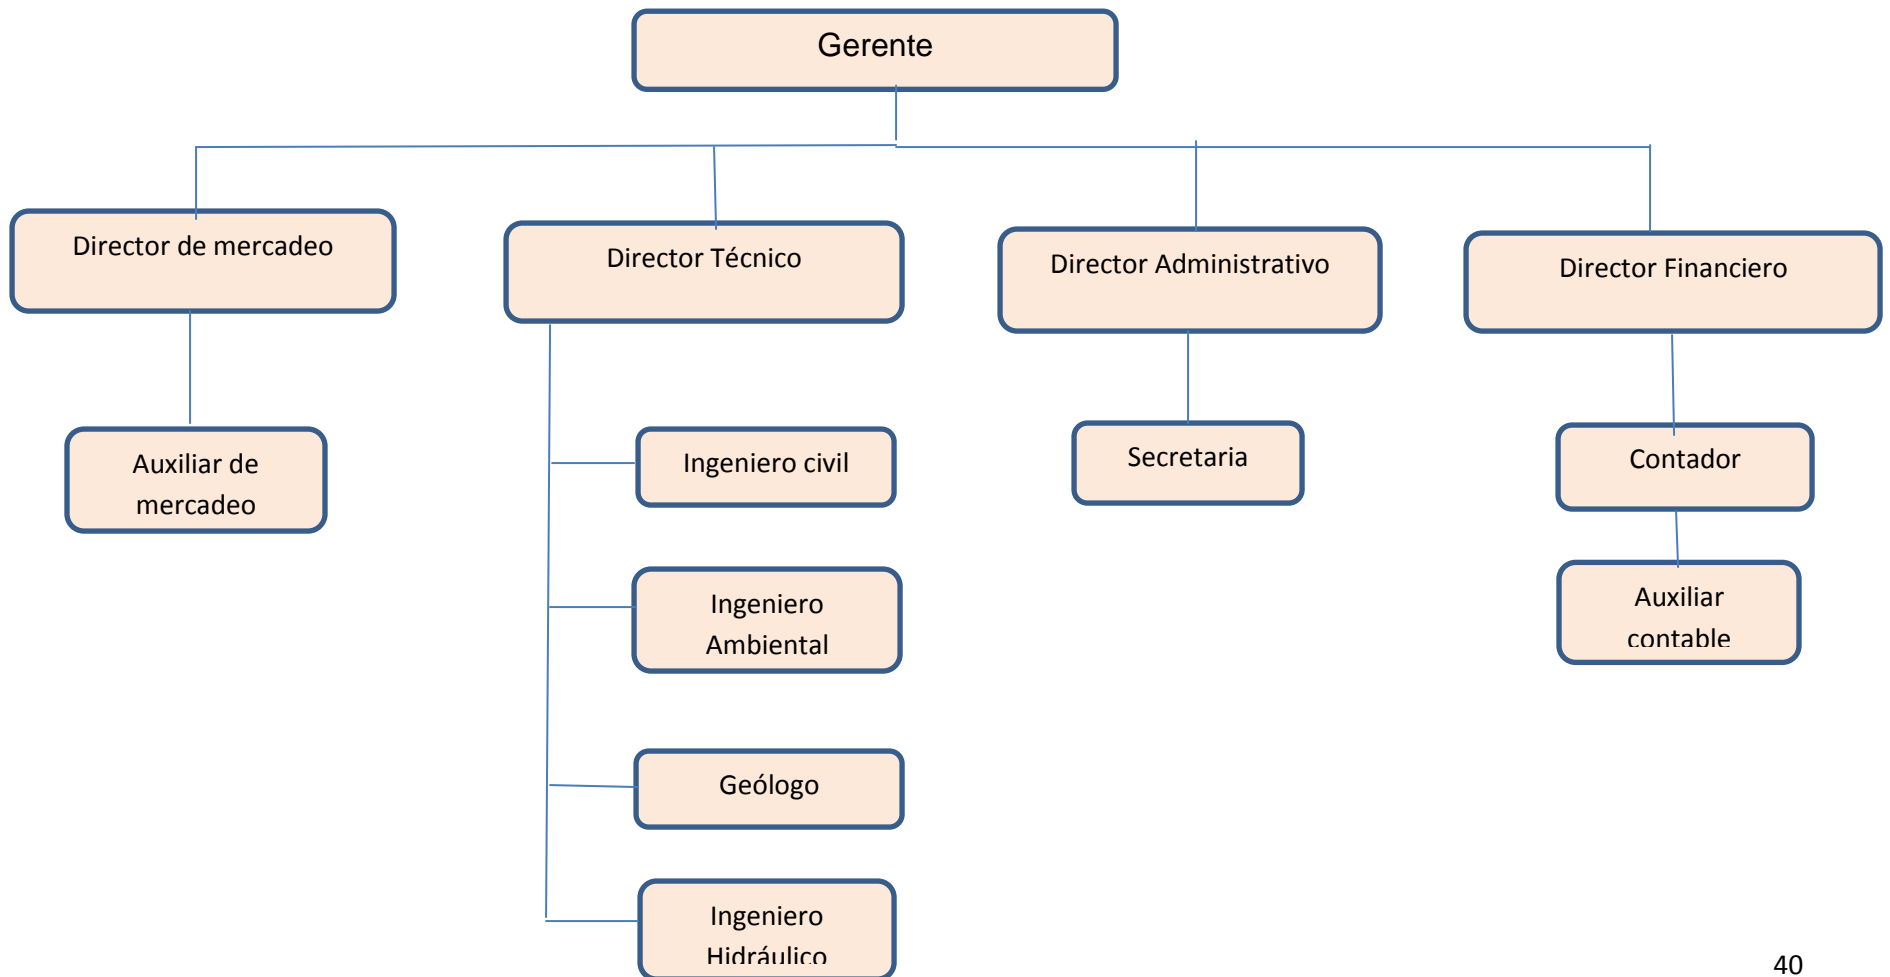 Gerente
Director de mercadeo
Director Técnico
Director Administrativo
Director Financiero
Auxiliar de
mercadeo
Ingeniero civil
Secretaria
Contador
Ingeniero
Ambiental
Auxiliar
contable
Geólogo
Ingeniero
Hidráulico
40